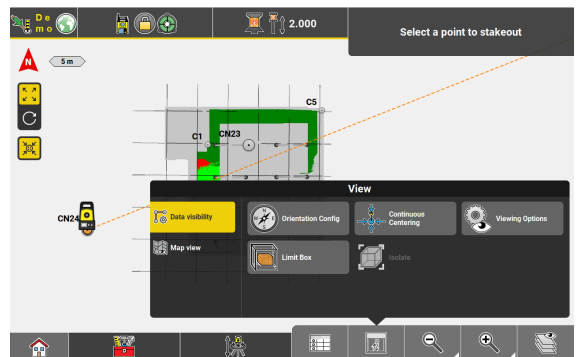 De
mo
2.000
Select a point to stakeout
N
5 m
C5
C1
CN23
CN24
View
Data visibility
Orientation Config
Continuous
Centering
Viewing Options
Map view
Limit Box
Isolate